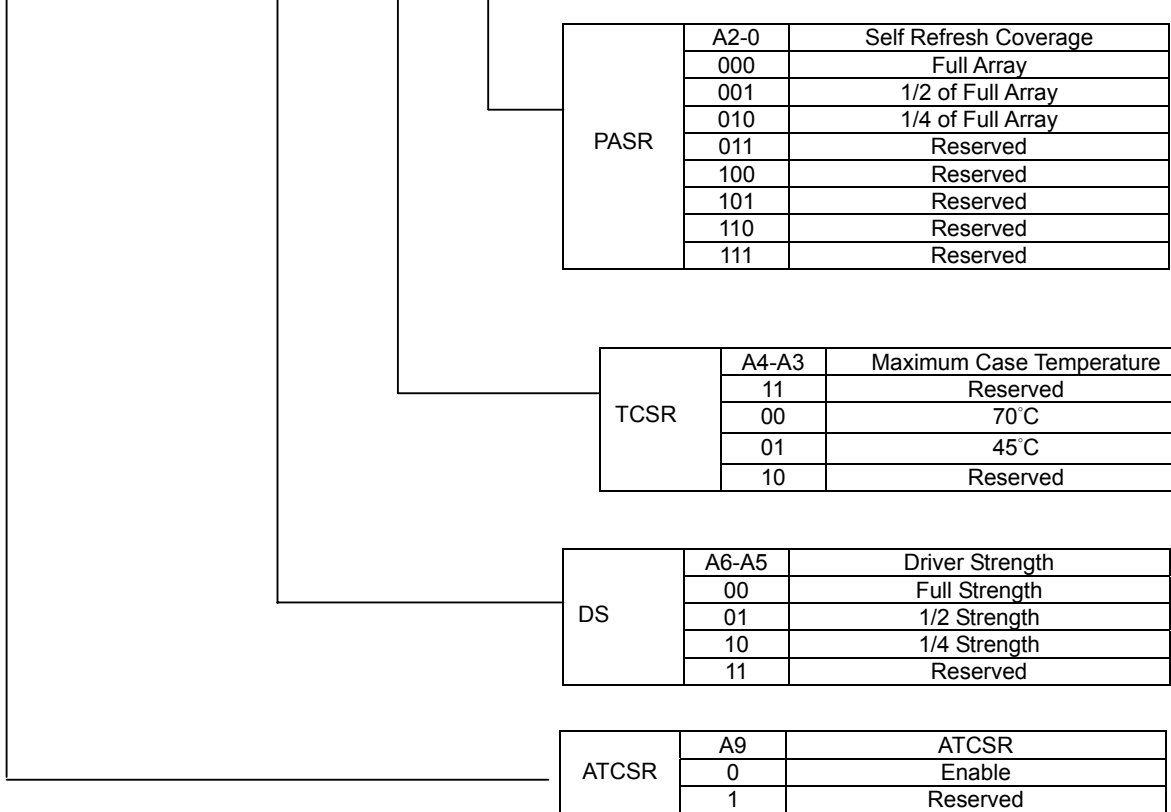 A2-0 Self Refresh Coverage
000 Full Array
001 1/2 of Full Array
010 1/4 of Full Array
PASR
011 Reserved
100 Reserved
101 Reserved
110 Reserved
111 Reserved
A4-A3 Maximum Case Temperature
11 Reserved
TCSR
00 70°C
01 45°C
10 Reserved
A6-A5 Driver Strength
00 Full Strength
DS
01 1/2 Strength
10 1/4 Strength
11 Reserved
A9 ATCSR
ATCSR
0 Enable
1 Reserved